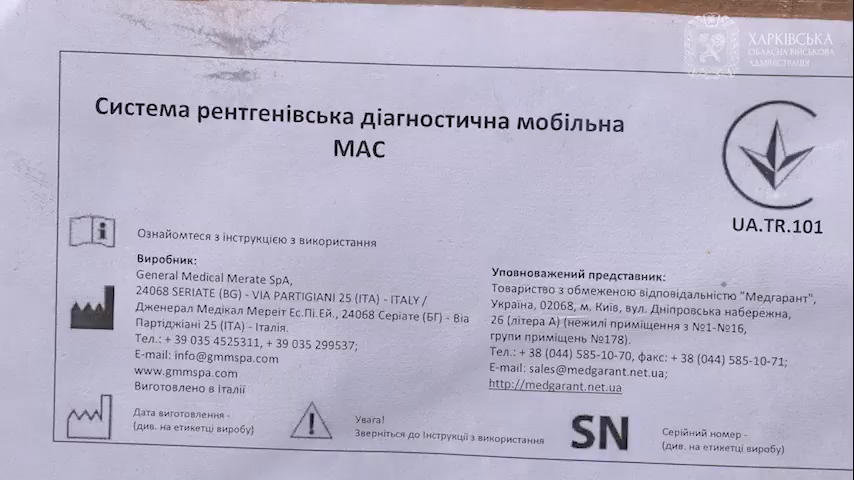 ХАРКІВСЬКА
ОБЛАСНА ВІЙСЬКОВА
АДМІНІСТРАЦІЯ
Система рентгенівська діагностична мобільна
МАС
UA.TR.101
Ознайомтеся з інструкцією з використання
Виробник:
General Medical Merate SpA,
24068 SERIATE (BG) - VIA PARTIGIANI 25 (ITA) - ITALY /
Дженерал Медікал Мереіт Ес.Пі.Ей., 24068 Серіате (БГ) - Віа
Партіджіані 25 (ІТА) - Італія.
Тел.: + 39 035 4525311, + 39 035 299537;
E-mail: info@gmmspa.com
www.gmmspa.com
Виготовлено в Італії
Уповноважений представник:
Товариство з обмеженою відповідальністю "Медгарант",
Україна, 02068, м. Київ, вул. Дніпровська набережна,
26 (літера А) (нежилі приміщення з №1-№16,
групи приміщень №178).
Тел.: + 38 (044) 585-10-70, факс: + 38 (044) 585-10-71;
E-mail: sales@medgarant.net.ua;
http://medgarant.net.ua
Дата виготовлення -
(див. на етикетці виробу)
Увага!
Зверніться до Інструкції з використання
SN
Серійний номер -
(див. на етикетці виробу)